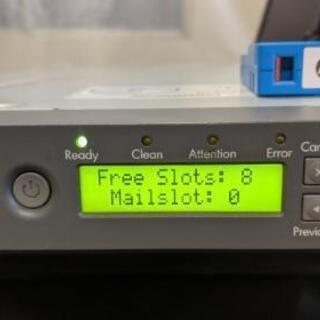 Ready Clean Attention Error
Free Slots: 8
Mailslot: 0